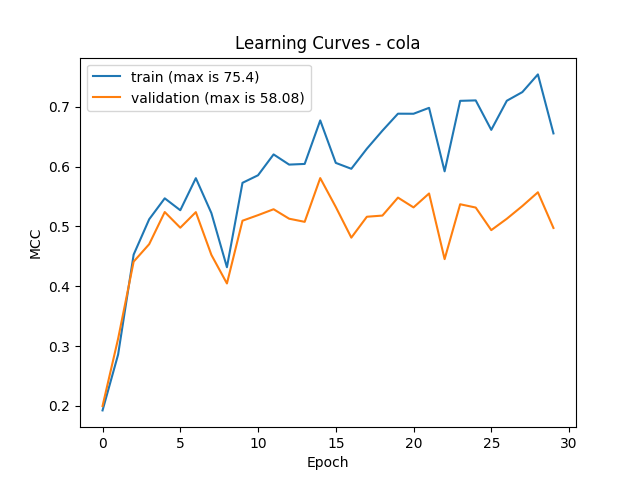 Learning Curves - cola
train (max is 75.4)
validation (max is 58.08)
MCC
0.7
0.6
0.5
0.4
0.3
0.2
0 5 10 15 20 25 30
Epoch